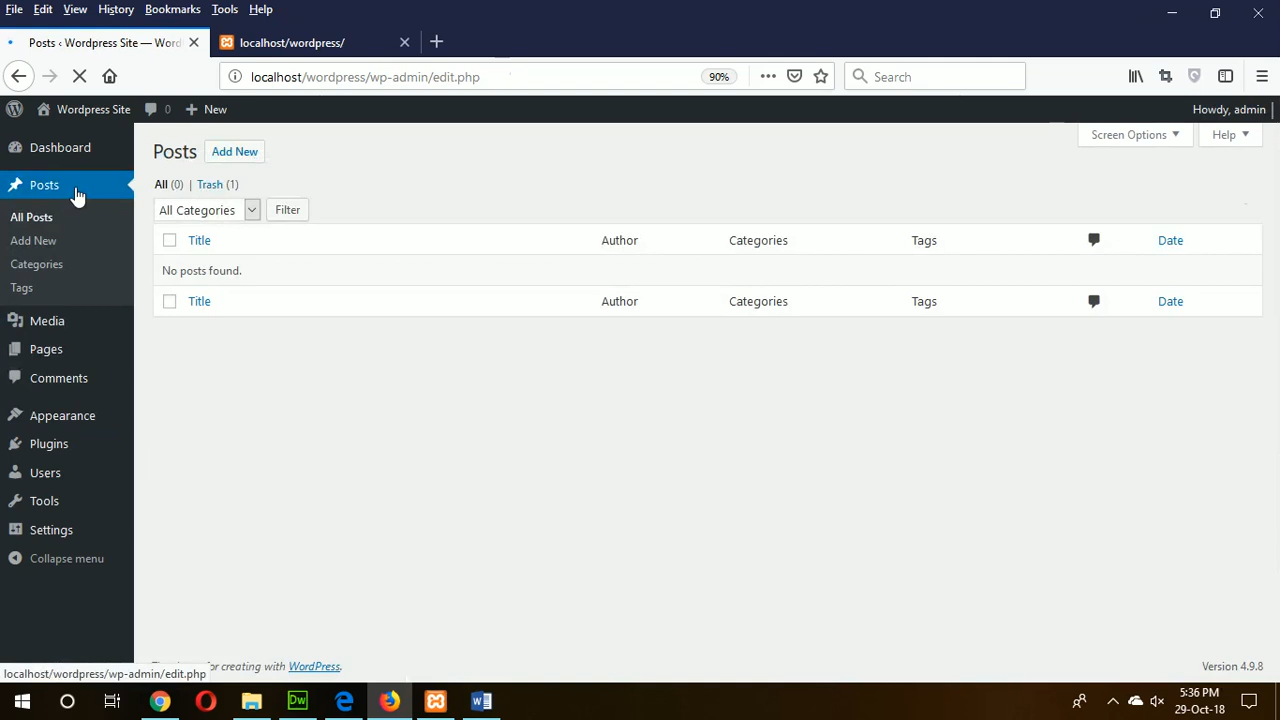 File Edit View History Bookmarks Tools Help
Posts ‹ Wordpress Site — Word
localhost/wordpress/
localhost/wordpress/wp-admin/edit.php
90%
Search
Wordpress Site
0
New
Howdy, admin
Dashboard
Posts
All Posts
Add New
Categories
Tags
Media
Pages
Comments
Appearance
Plugins
Users
Tools
Settings
Collapse menu
Screen Options
Help
Posts
Add New
All (0) | Trash (1)
All Categories
Filter
Title Author Categories Tags Date
No posts found.
Title Author Categories Tags Date
for creating with WordPress.
Version 4.9.8
localhost/wordpress/wp-admin/edit.php
Dw
5:36 PM
29-Oct-18